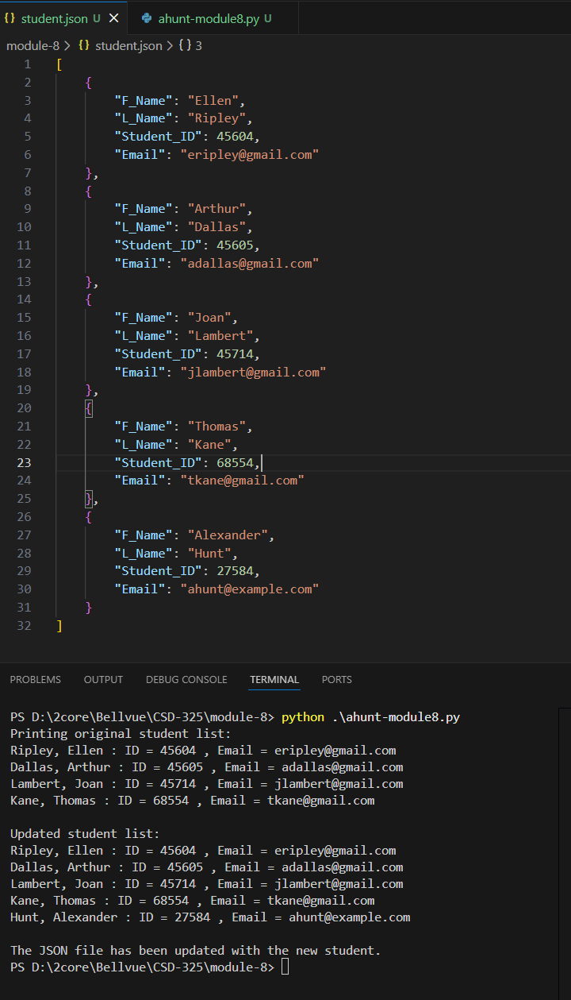 {} student.json U ×
ahunt-module8.py U
module-8 > {} student.json > {} 3
1 [
2 {
3 "F_Name": "Ellen",
4 "L_Name": "Ripley",
5 "Student_ID": 45604,
6 "Email": "eripley@gmail.com"
7 },
8 {
9 "F_Name": "Arthur",
10 "L_Name": "Dallas",
11 "Student_ID": 45605,
12 "Email": "adallas@gmail.com"
13 },
14 {
15 "F_Name": "Joan",
16 "L_Name": "Lambert",
17 "Student_ID": 45714,
18 "Email": "jlambert@gmail.com"
19 },
20 {
21 "F_Name": "Thomas",
22 "L_Name": "Kane",
23 "Student_ID": 68554,
24 "Email": "tkane@gmail.com"
25 },
26 {
27 "F_Name": "Alexander",
28 "L_Name": "Hunt",
29 "Student_ID": 27584,
30 "Email": "ahunt@example.com"
31 }
32 ]
PROBLEMS OUTPUT DEBUG CONSOLE TERMINAL PORTS
PS D:\2core\Bellvue\CSD-325\module-8> python .\ahunt-module8.py
Printing original student list:
Ripley, Ellen : ID = 45604 , Email = eripley@gmail.com
Dallas, Arthur : ID = 45605 , Email = adallas@gmail.com
Lambert, Joan : ID = 45714 , Email = jlambert@gmail.com
Kane, Thomas : ID = 68554 , Email = tkane@gmail.com
Updated student list:
Ripley, Ellen : ID = 45604 , Email = eripley@gmail.com
Dallas, Arthur : ID = 45605 , Email = adallas@gmail.com
Lambert, Joan : ID = 45714 , Email = jlambert@gmail.com
Kane, Thomas : ID = 68554 , Email = tkane@gmail.com
Hunt, Alexander : ID = 27584 , Email = ahunt@example.com
The JSON file has been updated with the new student.
PS D:\2core\Bellvue\CSD-325\module-8>